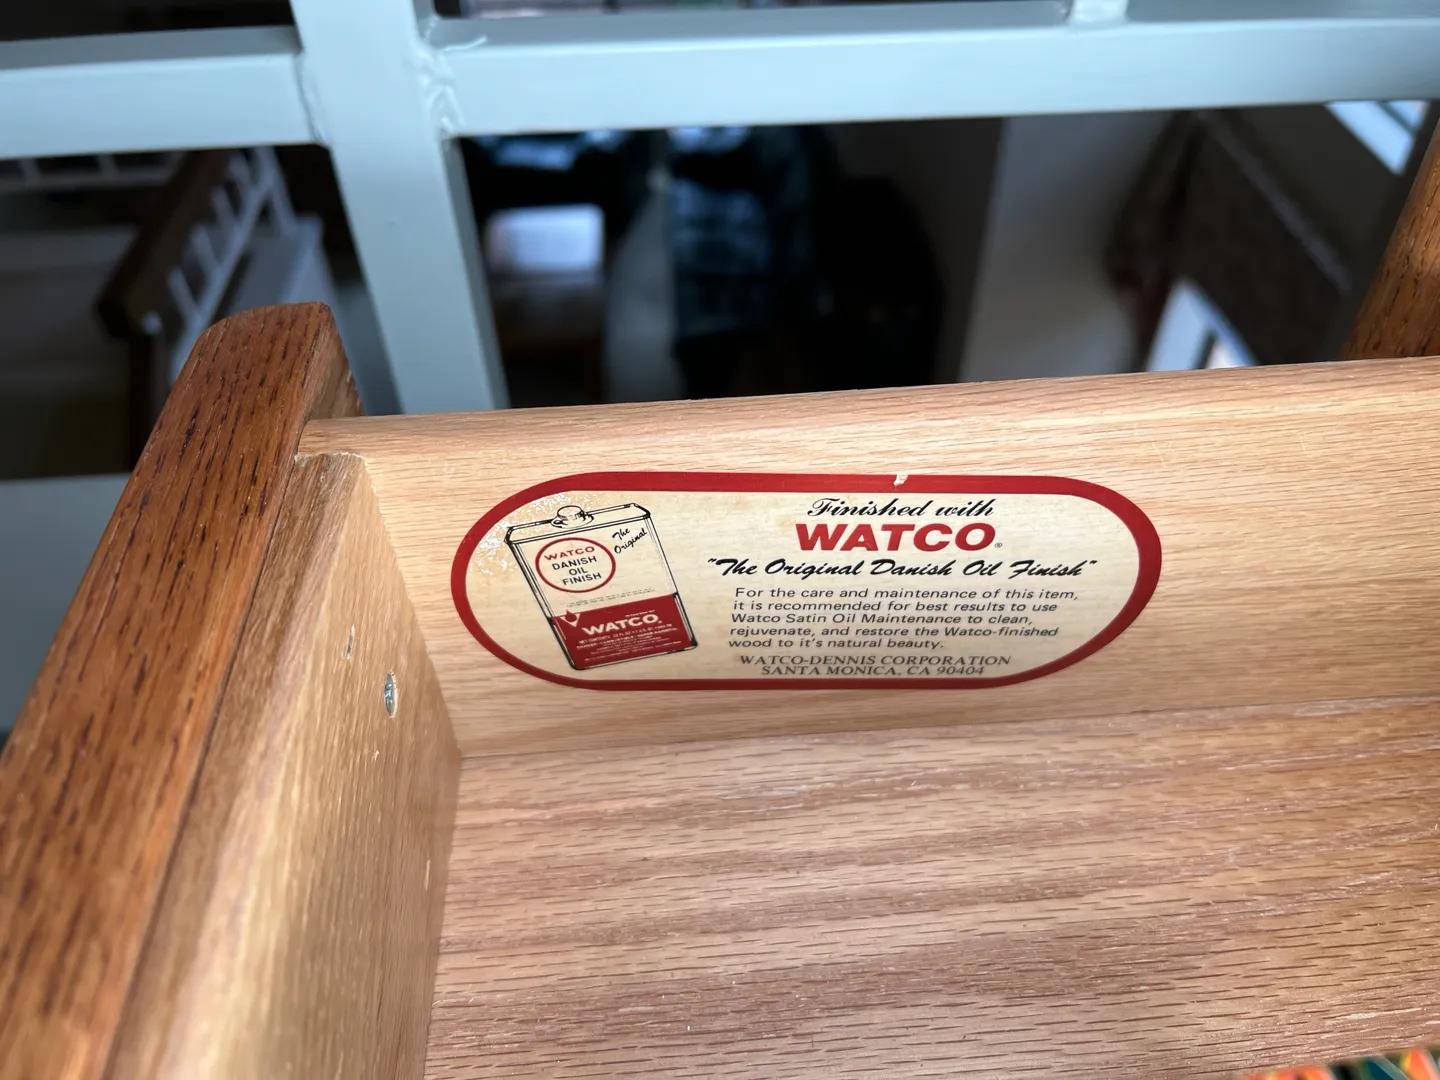 Finished with
WATCO®
"The Original Danish Oil Finish"
For the care and maintenance of this item,
it is recommended for best results to use
Watco Satin Oil Maintenance to clean,
rejuvenate, and restore the Watco-finished
wood to it's natural beauty.
WATCO-DENNIS CORPORATION
SANTA MONICA, CA 90404
The
Original
WATCO
DANISH
OIL
FINISH
WATCO®